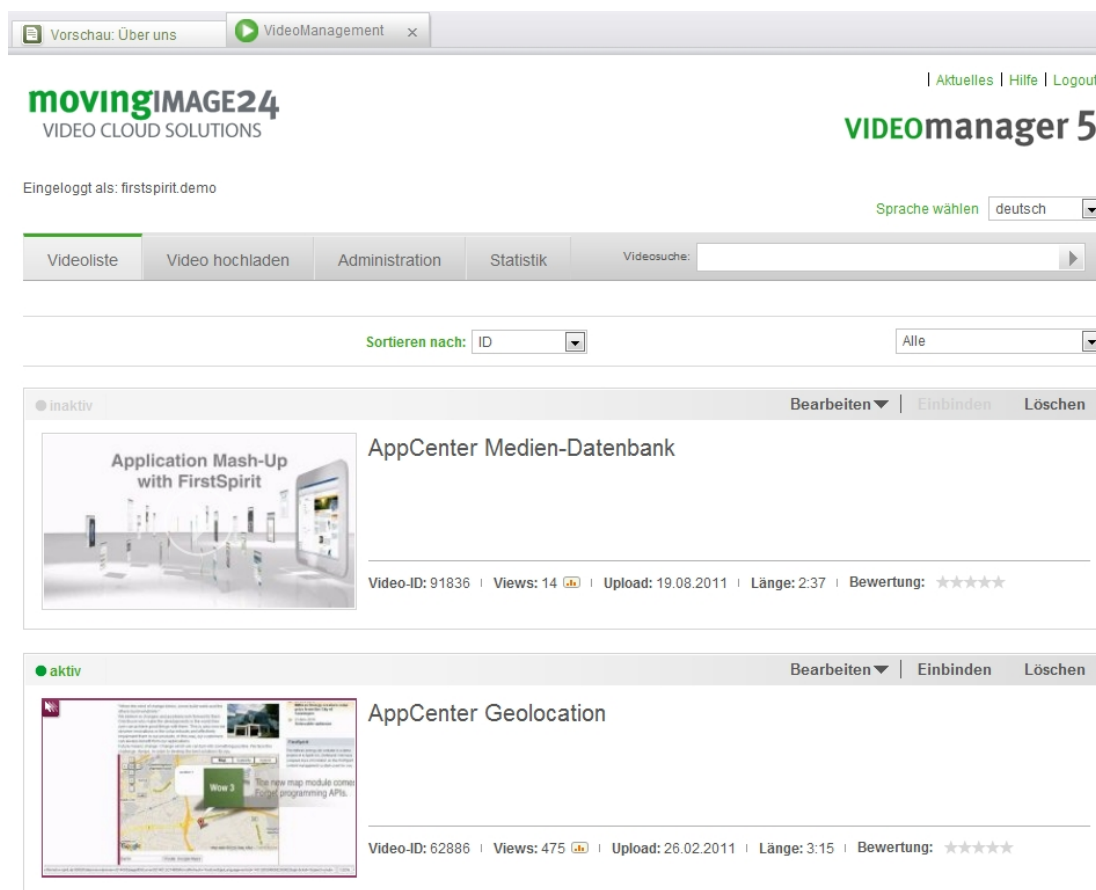 Vorschau: Über uns
VideoManagement
Aktuelles | Hilfe | Logout
movingIMAGE24
VIDEO CLOUD SOLUTIONS
VIDEOmanager 5
Eingeloggt als: firstspirit.demo
Sprache wählen deutsch
Videoliste Video hochladen Administration Statistik Videosuche:
Sortieren nach: ID Alle
inaktiv Bearbeiten Einbinden Löschen
Application Mash-Up
with FirstSpirit
AppCenter Medien-Datenbank
Video-ID: 91836 Views: 14 Upload: 19.08.2011 Länge: 2:37 Bewertung:
aktiv Bearbeiten Einbinden Löschen
AppCenter Geolocation
Wow 3
The new map module comes
Forget programming APIs.
Video-ID: 62886 Views: 475 Upload: 26.02.2011 Länge: 3:15 Bewertung: